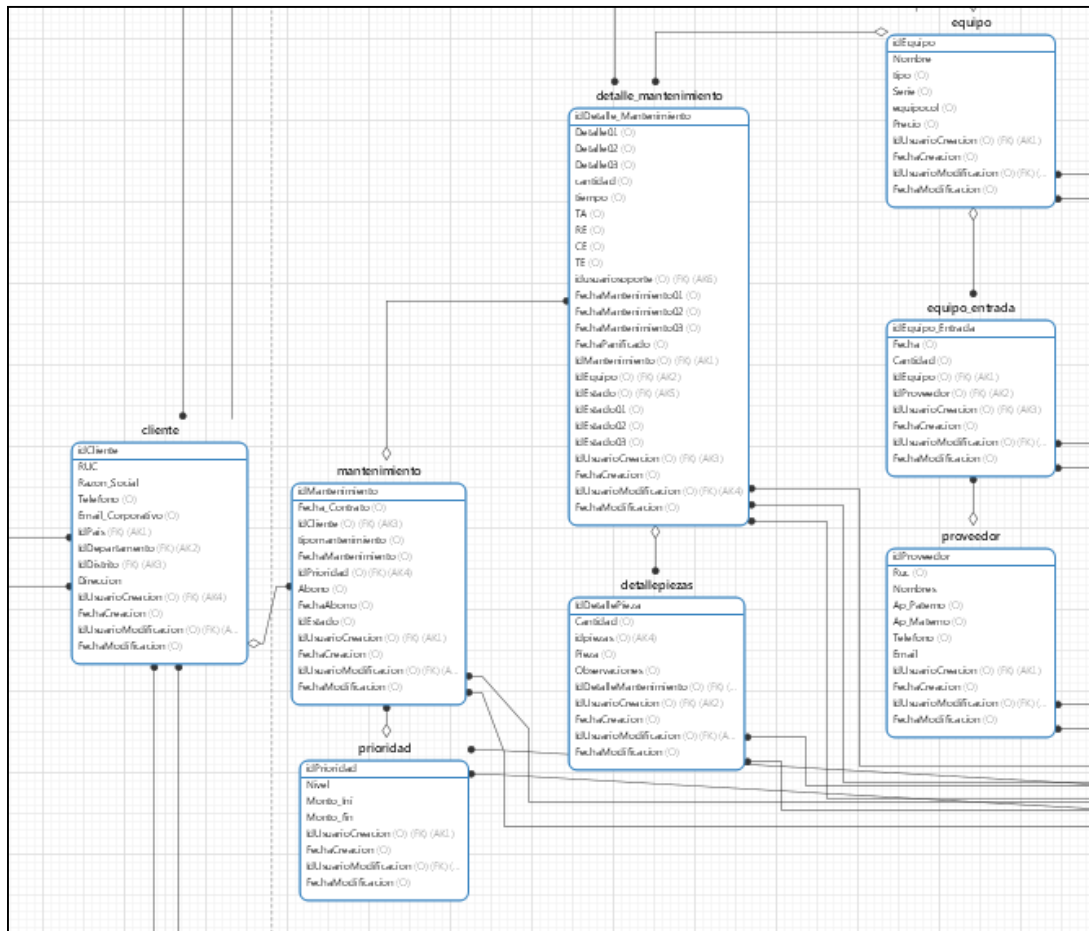 equipo
idEquipo
Nombre
tipo (O)
Serie (O)
equipocol (O)
Precio (O)
IdUsuarioCreacion (O) (FK) (AK1)
FechaCreacion (O)
IdUsuarioModificacion (O) (FK) (...
FechaModificacion (O)
detalle_mantenimiento
idDetalle_Mantenimiento
Detalle01 (O)
Detalle02 (O)
Detalle03 (O)
cantidad (O)
tiempo (O)
TA (O)
RE (O)
CE (O)
TE (O)
idusuariosoporte (O) (FK) (AK6)
FechaMantenimiento01 (O)
FechaMantenimiento02 (O)
FechaMantenimiento03 (O)
FechaPanificado (O)
IdMantenimiento (O) (FK) (AK1)
IdEquipo (O) (FK) (AK2)
IdEstado (O) (FK) (AK5)
IdEstado01 (O)
IdEstado02 (O)
IdEstado03 (O)
IdUsuarioCreacion (O) (FK) (AK3)
FechaCreacion (O)
IdUsuarioModificacion (O) (FK) (AK4)
FechaModificacion (O)
equipo_entrada
idEquipo_Entrada
Fecha (O)
Cantidad (O)
IdEquipo (O) (FK) (AK1)
IdProveedor (O) (FK) (AK2)
IdUsuarioCreacion (O) (FK) (AK3)
FechaCreacion (O)
IdUsuarioModificacion (O) (FK) (...
FechaModificacion (O)
cliente
idCliente
RUC
Razon_Social
Telefono (O)
Email_Corporativo (O)
IdPais (FK) (AK1)
IdDepartamento (FK) (AK2)
IdDistrito (FK) (AK3)
Direccion
IdUsuarioCreacion (O) (FK) (AK4)
FechaCreacion (O)
IdUsuarioModificacion (O) (FK) (A...
FechaModificacion (O)
mantenimiento
idMantenimiento
Fecha_Contrato (O)
IdCliente (O) (FK) (AK3)
tipomantenimiento (O)
FechaMantenimiento (O)
IdPrioridad (O) (FK) (AK4)
Abono (O)
FechaAbono (O)
IdEstado (O)
IdUsuarioCreacion (O) (FK) (AK1)
FechaCreacion (O)
IdUsuarioModificacion (O) (FK) (A...
FechaModificacion (O)
proveedor
idProveedor
Ruc (O)
Nombres
Ap_Paterno (O)
Ap_Materno (O)
Telefono (O)
Email
IdUsuarioCreacion (O) (FK) (AK1)
FechaCreacion (O)
IdUsuarioModificacion (O) (FK) (...
FechaModificacion (O)
detallepiezas
idDetallePieza
Cantidad (O)
idpiezas (O) (AK4)
Pieza (O)
Observaciones (O)
IdDetalleMantenimiento (O) (FK) (...
IdUsuarioCreacion (O) (FK) (AK2)
FechaCreacion (O)
IdUsuarioModificacion (O) (FK) (A...
FechaModificacion (O)
prioridad
idPrioridad
Nivel
Monto_Ini
Monto_fin
IdUsuarioCreacion (O) (FK) (AK1)
FechaCreacion (O)
IdUsuarioModificacion (O) (FK) (...
FechaModificacion (O)